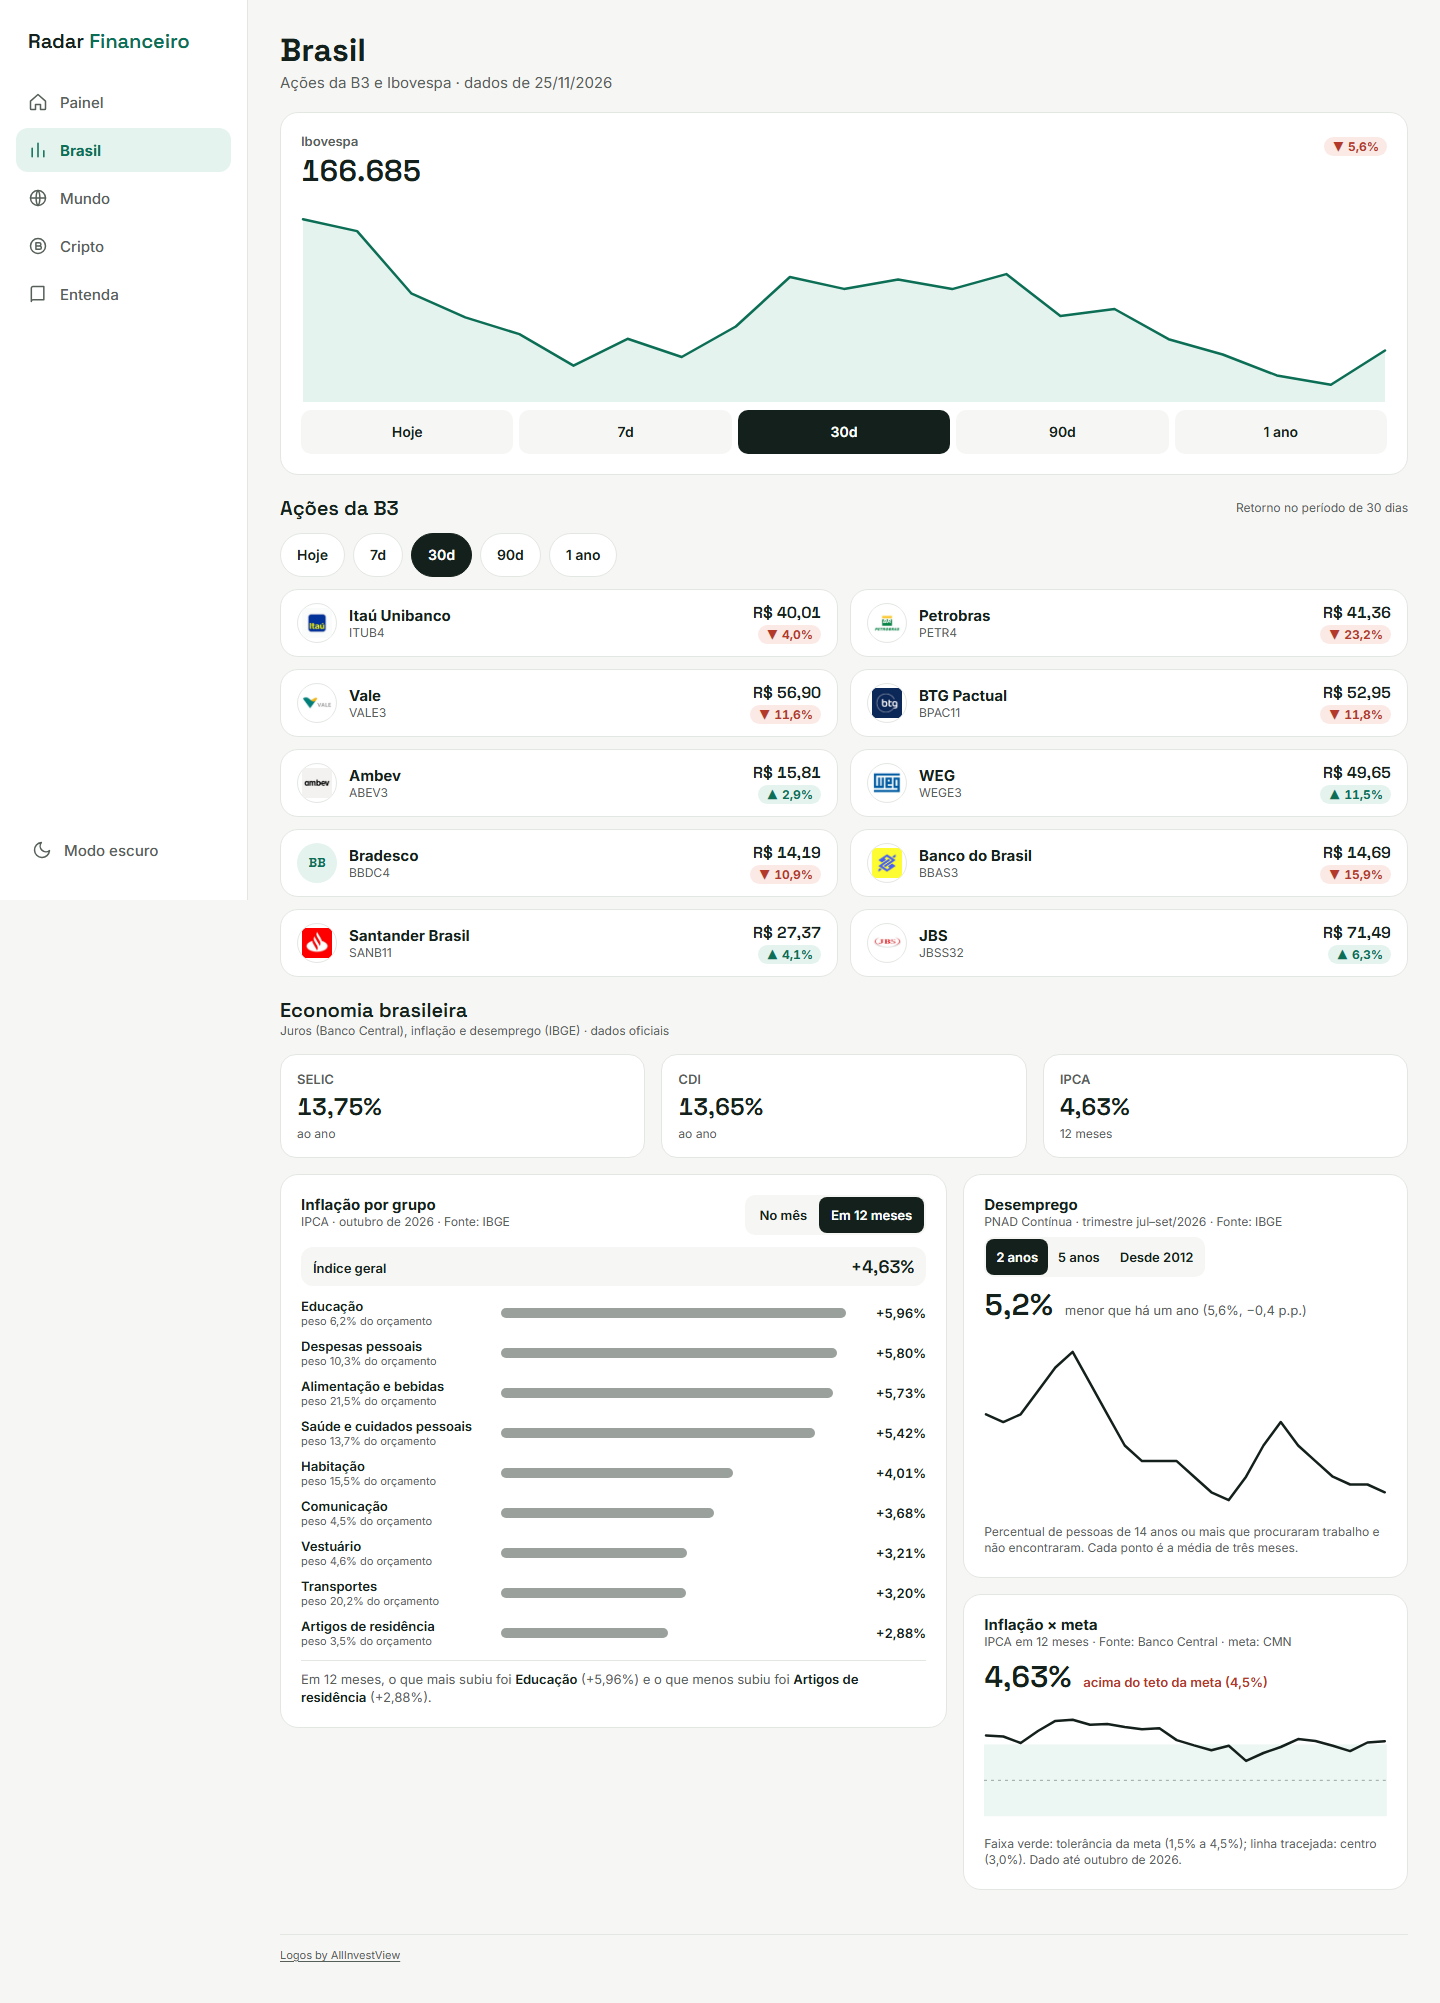 Radar Financeiro
Painel
Brasil
Mundo
Cripto
Entenda
Modo escuro
Brasil
Ações da B3 e Ibovespa · dados de 25/11/2026
Ibovespa
166.685
▼ 5,6%
Hoje
7d
30d
90d
1 ano
Ações da B3
Retorno no período de 30 dias
Hoje
7d
30d
90d
1 ano
Itaú
Itaú Unibanco
ITUB4
R$ 40,01
▼ 4,0%
PETROBRAS
Petrobras
PETR4
R$ 41,36
▼ 23,2%
VALE
Vale
VALE3
R$ 56,90
▼ 11,6%
btg
BTG Pactual
BPAC11
R$ 52,95
▼ 11,8%
ambev
Ambev
ABEV3
R$ 15,81
▲ 2,9%
weg
WEG
WEGE3
R$ 49,65
▲ 11,5%
BB
Bradesco
BBDC4
R$ 14,19
▼ 10,9%
Banco do Brasil
BBAS3
R$ 14,69
▼ 15,9%
Santander Brasil
SANB11
R$ 27,37
▲ 4,1%
JBS
JBS
JBSS32
R$ 71,49
▲ 6,3%
Economia brasileira
Juros (Banco Central), inflação e desemprego (IBGE) · dados oficiais
SELIC
13,75%
ao ano
CDI
13,65%
ao ano
IPCA
4,63%
12 meses
Inflação por grupo
IPCA · outubro de 2026 · Fonte: IBGE
No mês
Em 12 meses
Índice geral
+4,63%
Educação
peso 6,2% do orçamento
+5,96%
Despesas pessoais
peso 10,3% do orçamento
+5,80%
Alimentação e bebidas
peso 21,5% do orçamento
+5,73%
Saúde e cuidados pessoais
peso 13,7% do orçamento
+5,42%
Habitação
peso 15,5% do orçamento
+4,01%
Comunicação
peso 4,5% do orçamento
+3,68%
Vestuário
peso 4,6% do orçamento
+3,21%
Transportes
peso 20,2% do orçamento
+3,20%
Artigos de residência
peso 3,5% do orçamento
+2,88%
Em 12 meses, o que mais subiu foi Educação (+5,96%) e o que menos subiu foi Artigos de
residência (+2,88%).
Desemprego
PNAD Contínua · trimestre jul–set/2026 · Fonte: IBGE
2 anos
5 anos
Desde 2012
5,2%
menor que há um ano (5,6%, −0,4 p.p.)
Percentual de pessoas de 14 anos ou mais que procuraram trabalho e
não encontraram. Cada ponto é a média de três meses.
Inflação × meta
IPCA em 12 meses · Fonte: Banco Central · meta: CMN
4,63%
acima do teto da meta (4,5%)
Faixa verde: tolerância da meta (1,5% a 4,5%); linha tracejada: centro
(3,0%). Dado até outubro de 2026.
Logos by AllInvestView